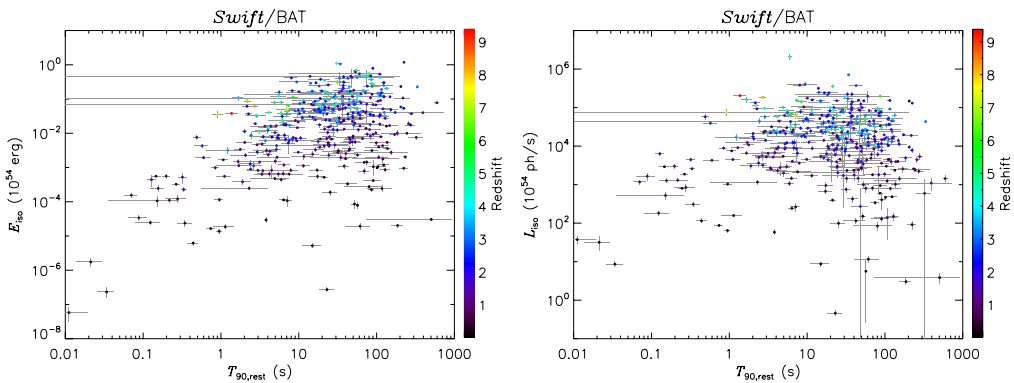 Swift/BAT
E_iso (10^54 erg)
10^0
10^-2
10^-4
10^-6
10^-8
0.01 0.1 1 10 100 1000
T_90,rest (s)
9
8
7
6
5
4
3
2
1
Redshift
Swift/BAT
L_iso (10^54 ph/s)
10^6
10^4
10^2
10^0
0.01 0.1 1 10 100 1000
T_90,rest (s)
9
8
7
6
5
4
3
2
1
Redshift